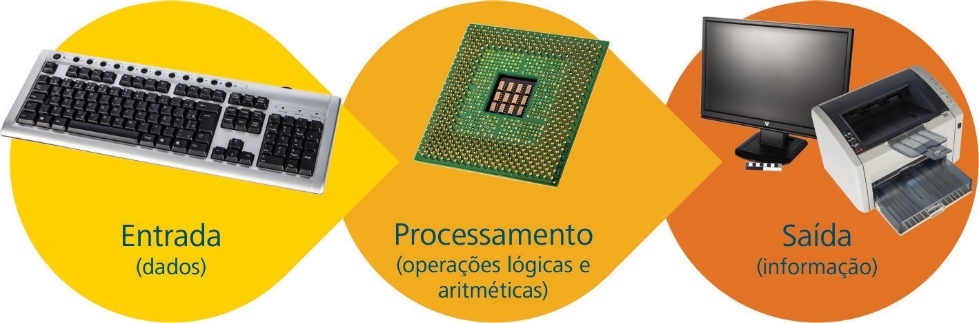 Entrada
(dados)
Processamento
(operações lógicas e
aritméticas)
Saída
(informação)